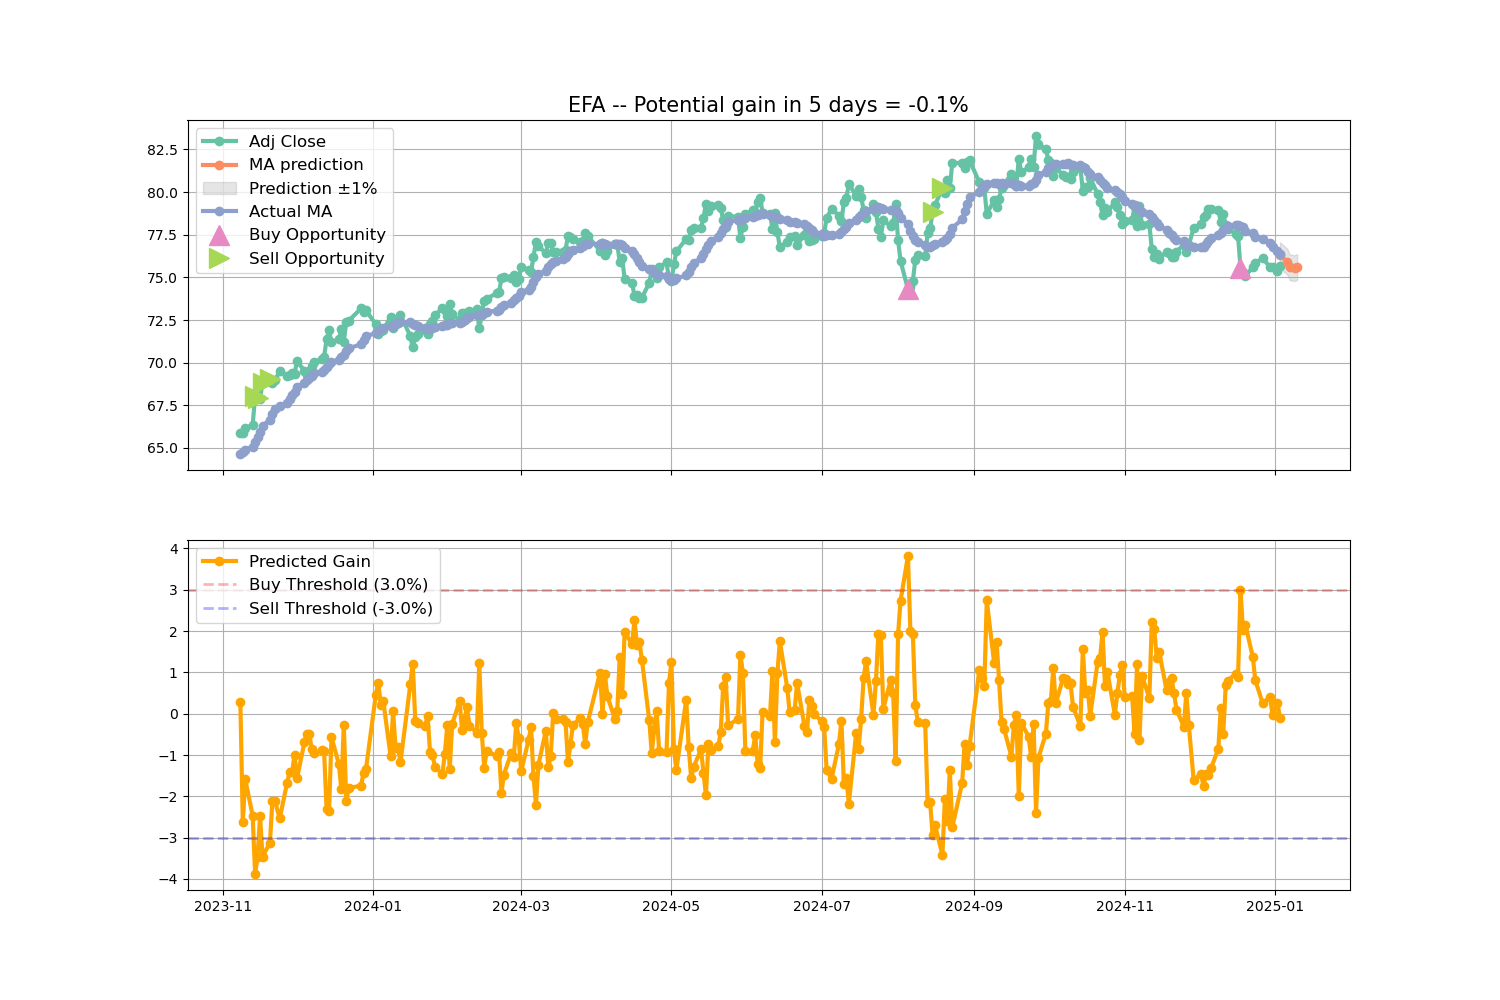 EFA -- Potential gain in 5 days = -0.1%
Adj Close
MA prediction
Prediction ±1%
Actual MA
Buy Opportunity
Sell Opportunity
82.5
80.0
77.5
75.0
72.5
70.0
67.5
65.0
Predicted Gain
Buy Threshold (3.0%)
Sell Threshold (-3.0%)
4
3
2
1
0
−1
−2
−3
−4
2023-11 2024-01 2024-03 2024-05 2024-07 2024-09 2024-11 2025-01